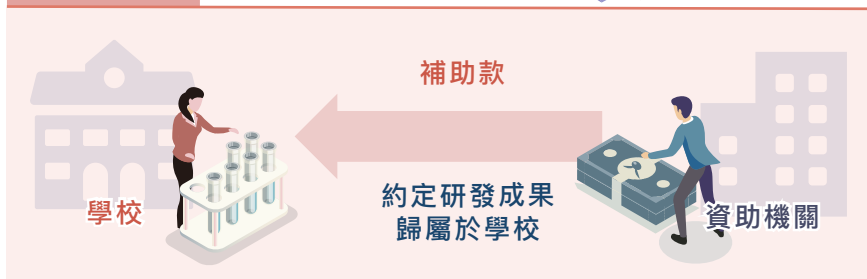 補助款
約定研發成果
歸屬於學校
學校
資助機關